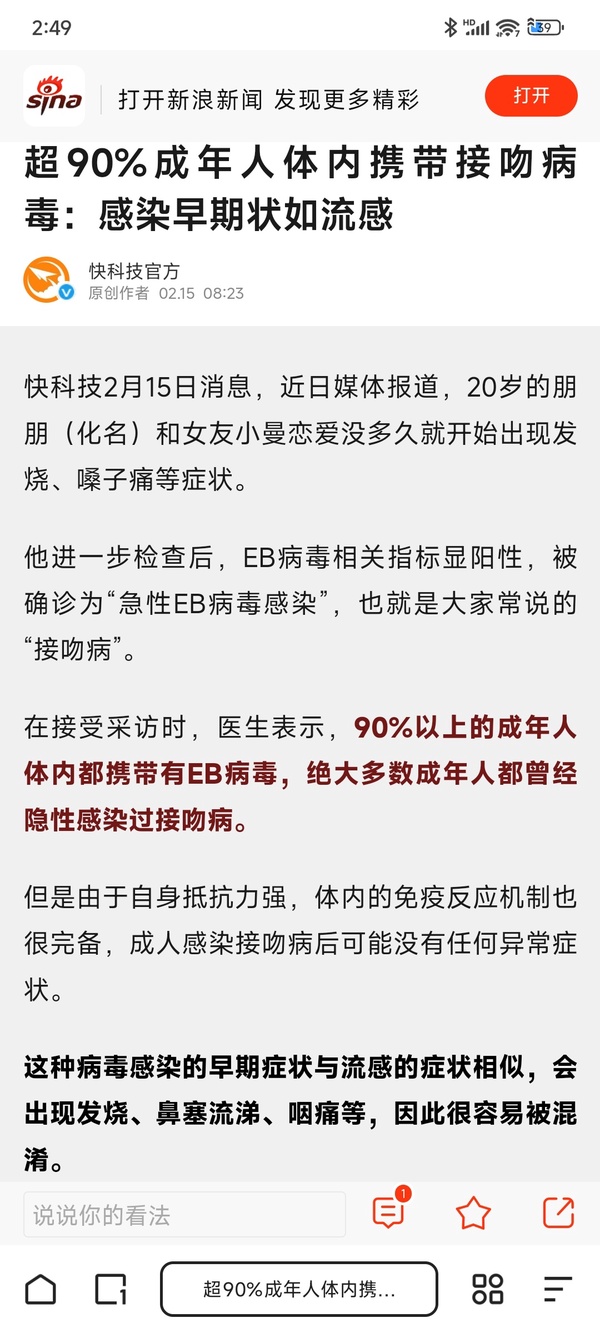 2:49
HD
7
39
sina
打开新浪新闻 发现更多精彩
打开
超90%成年人体内携带接吻病
毒：感染早期状如流感
快科技官方
原创作者 02.15 08:23
快科技2月15日消息，近日媒体报道，20岁的朋
朋（化名）和女友小曼恋爱没多久就开始出现发
烧、嗓子痛等症状。
他进一步检查后，EB病毒相关指标显阳性，被
确诊为“急性EB病毒感染”，也就是大家常说的
“接吻病”。
在接受采访时，医生表示，90%以上的成年人
体内都携带有EB病毒，绝大多数成年人都曾经
隐性感染过接吻病。
但是由于自身抵抗力强，体内的免疫反应机制也
很完备，成人感染接吻病后可能没有任何异常症
状。
这种病毒感染的早期症状与流感的症状相似，会
出现发烧、鼻塞流涕、咽痛等，因此很容易被混
淆。
说说你的看法
1
1
超90%成年人体内携...